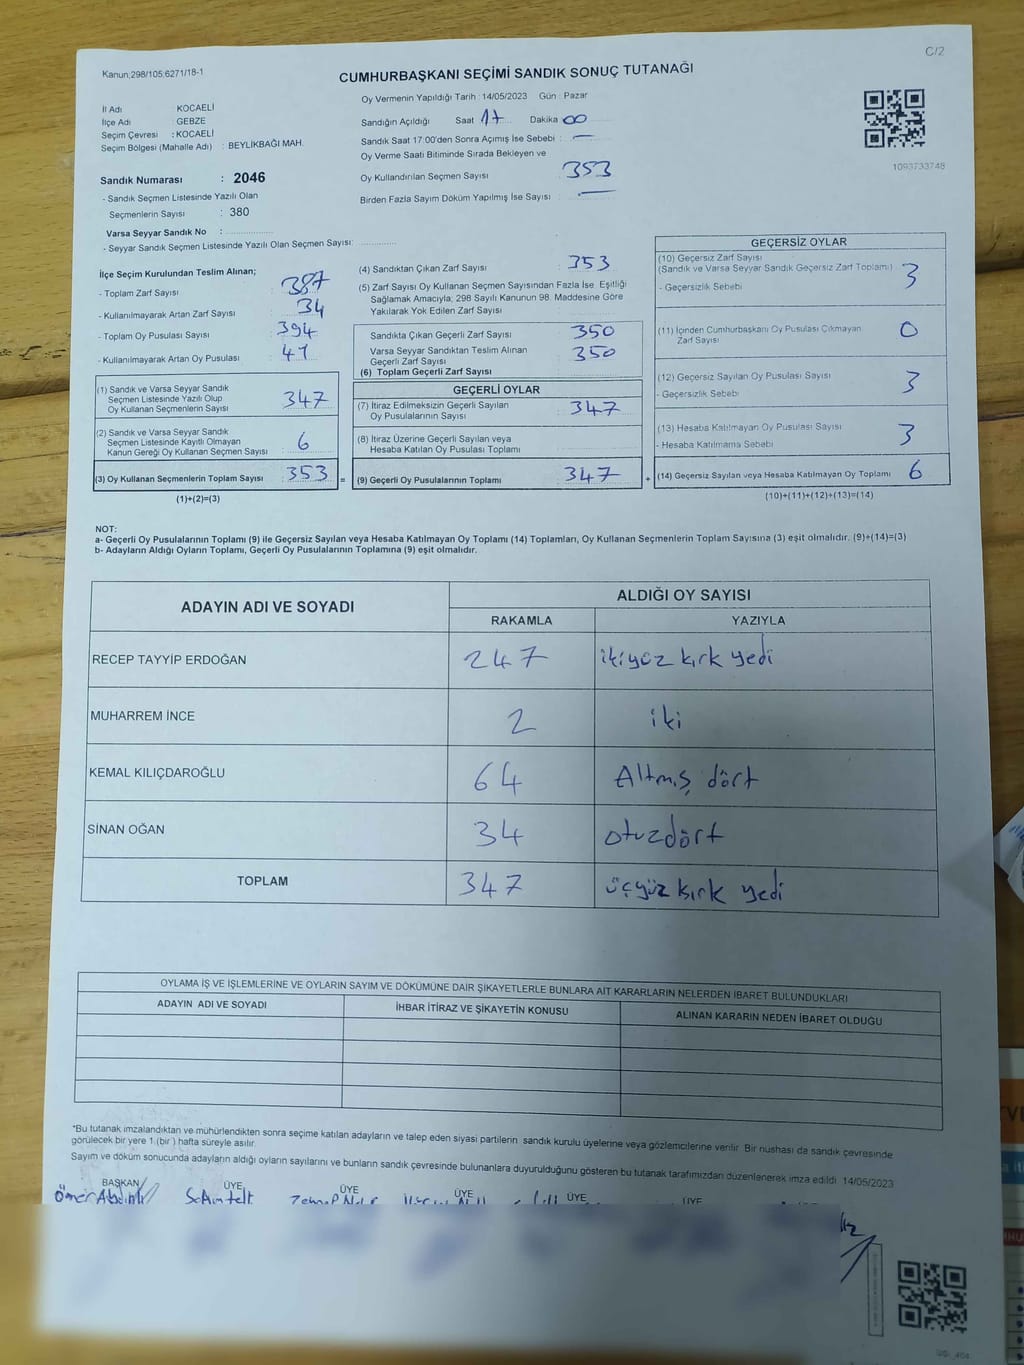 C/2
Kanun;298/105;6271/18-1
CUMHURBAŞKANI SEÇİMİ SANDIK SONUÇ TUTANAĞI
İl Adı : KOCAELİ
İlçe Adı : GEBZE
Seçim Çevresi : KOCAELİ
Seçim Bölgesi (Mahalle Adı) : BEYLİKBAĞI MAH.
Sandık Numarası : 2046
- Sandık Seçmen Listesinde Yazılı Olan
Seçmenlerin Sayısı : 380
Varsa Seyyar Sandık No :
- Seyyar Sandık Seçmen Listesinde Yazılı Olan Seçmen Sayısı:
Oy Vermenin Yapıldığı Tarih : 14/05/2023 Gün : Pazar
Sandığın Açıldığı Saat 17 Dakika 00
Sandık Saat 17:00'den Sonra Açımış İse Sebebi : —
Oy Verme Saati Bitiminde Sırada Bekleyen ve
Oy Kullandırılan Seçmen Sayısı : 353
Birden Fazla Sayım Döküm Yapılmış İse Sayısı : —
1093733748
İlçe Seçim Kurulundan Teslim Alınan;
- Toplam Zarf Sayısı : 387
- Kullanılmayarak Artan Zarf Sayısı : 34
- Toplam Oy Pusulası Sayısı : 394
- Kullanılmayarak Artan Oy Pusulası : 41
(1) Sandık ve Varsa Seyyar Sandık
Seçmen Listesinde Yazılı Olup
Oy Kullanan Seçmenlerin Sayısı : 347
(2) Sandık ve Varsa Seyyar Sandık
Seçmen Listesinde Kayıtlı Olmayan
Kanun Gereği Oy Kullanan Seçmen Sayısı : 6
(3) Oy Kullanan Seçmenlerin Toplam Sayısı : 353 =
(1)+(2)=(3)
(4) Sandıktan Çıkan Zarf Sayısı : 353
(5) Zarf Sayısı Oy Kullanan Seçmen Sayısından Fazla İse Eşitliği
Sağlamak Amacıyla; 298 Sayılı Kanunun 98. Maddesine Göre
Yakılarak Yok Edilen Zarf Sayısı :
Sandıkta Çıkan Geçerli Zarf Sayısı : 350
Varsa Seyyar Sandıktan Teslim Alınan
Geçerli Zarf Sayısı : 350
(6) Toplam Geçerli Zarf Sayısı
GEÇERLİ OYLAR
(7) İtiraz Edilmeksizin Geçerli Sayılan
Oy Pusulalarının Sayısı : 347
(8) İtiraz Üzerine Geçerli Sayılan veya
Hesaba Katılan Oy Pusulası Toplamı :
(9) Geçerli Oy Pusulalarının Toplamı : 347 +
GEÇERSİZ OYLAR
(10) Geçersiz Zarf Sayısı
(Sandık ve Varsa Seyyar Sandık Geçersiz Zarf Toplamı) : 3
- Geçersizlik Sebebi :
(11) İçinden Cumhurbaşkanı Oy Pusulası Çıkmayan
Zarf Sayısı : 0
(12) Geçersiz Sayılan Oy Pusulası Sayısı : 3
- Geçersizlik Sebebi :
(13) Hesaba Katılmayan Oy Pusulası Sayısı : 3
- Hesaba Katılmama Sebebi :
(14) Geçersiz Sayılan veya Hesaba Katılmayan Oy Toplamı : 6
(10)+(11)+(12)+(13)=(14)
NOT:
a- Geçerli Oy Pusulalarının Toplamı (9) ile Geçersiz Sayılan veya Hesaba Katılmayan Oy Toplamı (14) Toplamları, Oy Kullanan Seçmenlerin Toplam Sayısına (3) eşit olmalıdır. (9)+(14)=(3)
b- Adayların Aldığı Oyların Toplamı, Geçerli Oy Pusulalarının Toplamına (9) eşit olmalıdır.
ADAYIN ADI VE SOYADI ALDIĞI OY SAYISI
RAKAMLA YAZIYLA
RECEP TAYYİP ERDOĞAN 247 ikiyüz kırk yedi
MUHARREM İNCE 2 iki
KEMAL KILIÇDAROĞLU 64 Altmış dört
SİNAN OĞAN 34 otuzdört
TOPLAM 347 üçyüz kırk yedi
OYLAMA İŞ VE İŞLEMLERİNE VE OYLARIN SAYIM VE DÖKÜMÜNE DAİR ŞİKAYETLERLE BUNLARA AİT KARARLARIN NELERDEN İBARET BULUNDUKLARI
ADAYIN ADI VE SOYADI İHBAR İTİRAZ VE ŞİKAYETİN KONUSU ALINAN KARARIN NEDEN İBARET OLDUĞU
*Bu tutanak imzalandıktan ve mühürlendikten sonra seçime katılan adayların ve talep eden siyasi partilerin sandık kurulu üyelerine veya gözlemcilerine verilir. Bir nüshası da sandık çevresinde
görülecek bir yere 1 (bir) hafta süreyle asılır.
Sayım ve döküm sonucunda adayların aldığı oyların sayılarını ve bunların sandık çevresinde bulunanlara duyurulduğunu gösteren bu tutanak tarafımızdan düzenlenerek imza edildi 14/05/2023
BAŞKAN ÜYE ÜYE ÜYE ÜYE ÜYE